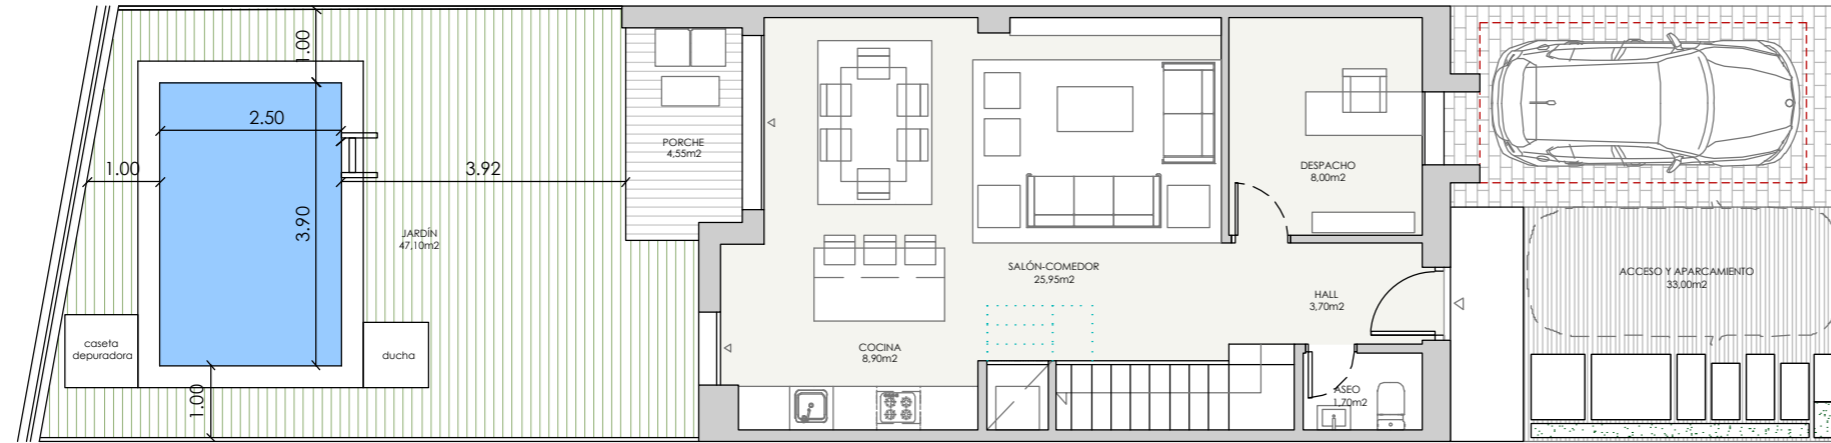 1.00
2.50
1.00
3.92
3.90
JARDÍN
47,10m2
caseta
depuradora
ducha
1.00
PORCHE
4,55m2
DESPACHO
8,00m2
SALÓN-COMEDOR
25,95m2
HALL
3,70m2
COCINA
8,90m2
ASEO
1,70m2
ACCESO Y APARCAMIENTO
33,00m2